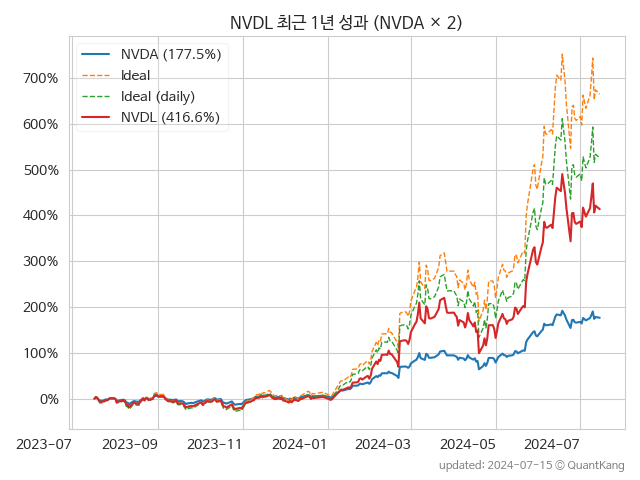 NVDL 최근 1년 성과 (NVDA × 2)
NVDA (177.5%)
Ideal
Ideal (daily)
NVDL (416.6%)
700%
600%
500%
400%
300%
200%
100%
0%
2023-07 2023-09 2023-11 2024-01 2024-03 2024-05 2024-07
updated: 2024-07-15 © QuantKang